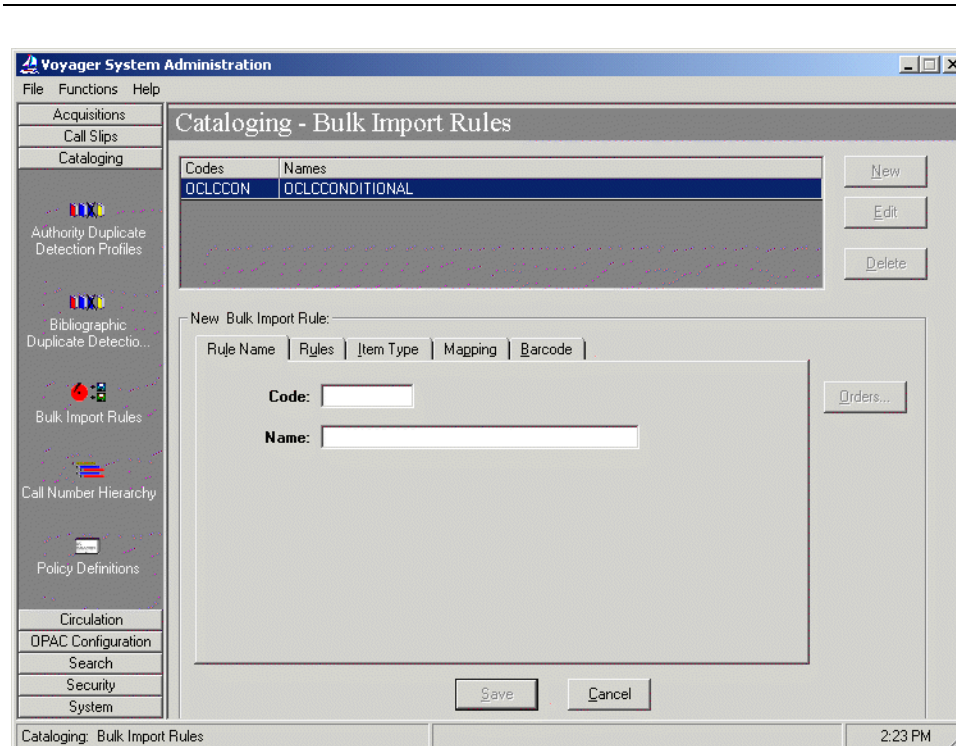 Voyager System Administration
File Functions Help
Acquisitions
Call Slips
Cataloging
Authority Duplicate
Detection Profiles
Bibliographic
Duplicate Detectio...
Bulk Import Rules
Call Number Hierarchy
Policy Definitions
Circulation
OPAC Configuration
Search
Security
System
Cataloging - Bulk Import Rules
Codes Names
OCLCCON OCLCCONDITIONAL
New
Edit
Delete
New Bulk Import Rule:
Rule Name Rules Item Type Mapping Barcode
Code:
Name:
Orders...
Save Cancel
Cataloging: Bulk Import Rules 2:23 PM